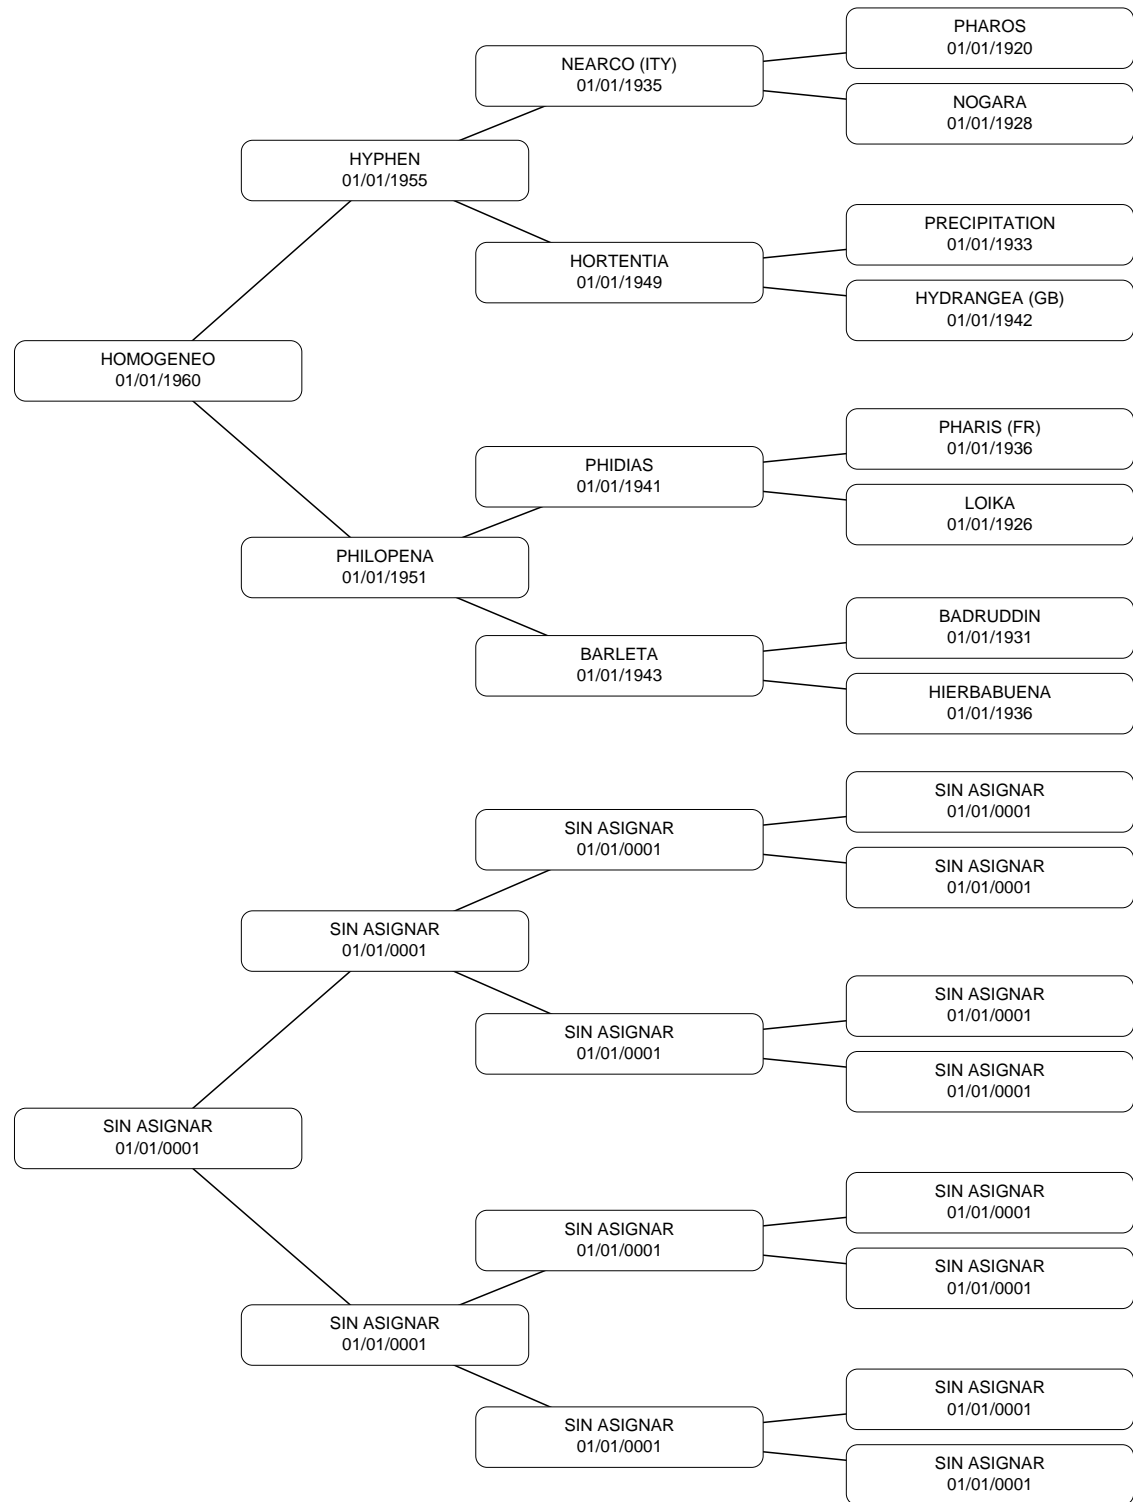 PHAROS
01/01/1920
NEARCO (ITY)
01/01/1935
NOGARA
01/01/1928
HYPHEN
01/01/1955
PRECIPITATION
01/01/1933
HORTENTIA
01/01/1949
HYDRANGEA (GB)
01/01/1942
HOMOGENEO
01/01/1960
PHARIS (FR)
01/01/1936
PHIDIAS
01/01/1941
LOIKA
01/01/1926
PHILOPENA
01/01/1951
BADRUDDIN
01/01/1931
BARLETA
01/01/1943
HIERBABUENA
01/01/1936
SIN ASIGNAR
01/01/0001
SIN ASIGNAR
01/01/0001
SIN ASIGNAR
01/01/0001
SIN ASIGNAR
01/01/0001
SIN ASIGNAR
01/01/0001
SIN ASIGNAR
01/01/0001
SIN ASIGNAR
01/01/0001
SIN ASIGNAR
01/01/0001
SIN ASIGNAR
01/01/0001
SIN ASIGNAR
01/01/0001
SIN ASIGNAR
01/01/0001
SIN ASIGNAR
01/01/0001
SIN ASIGNAR
01/01/0001
SIN ASIGNAR
01/01/0001
SIN ASIGNAR
01/01/0001